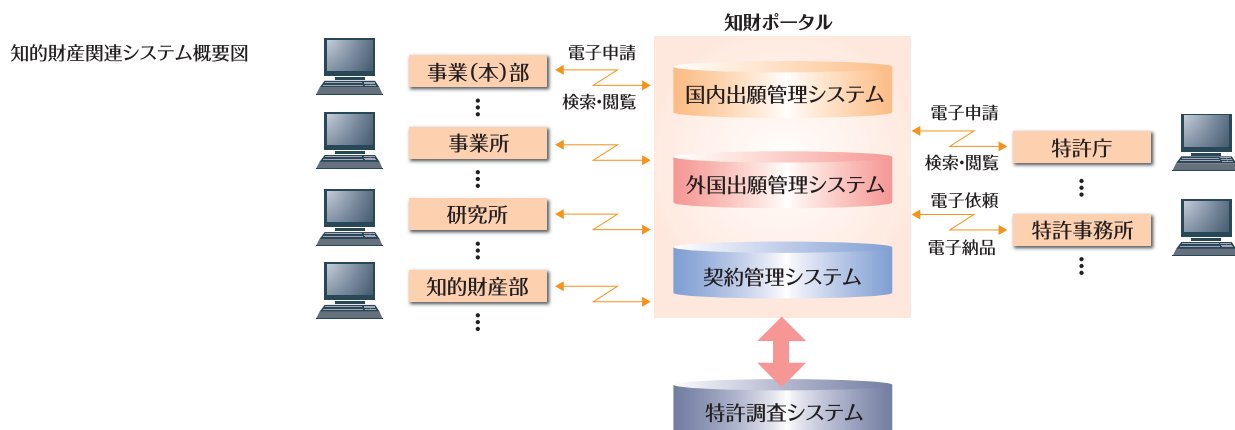 知的財産関連システム概要図
知財ポータル
電子申請
事業(本)部
検索・閲覧
事業所
研究所
知的財産部
国内出願管理システム
外国出願管理システム
契約管理システム
特許調査システム
電子申請
特許庁
検索・閲覧
電子依頼
特許事務所
電子納品